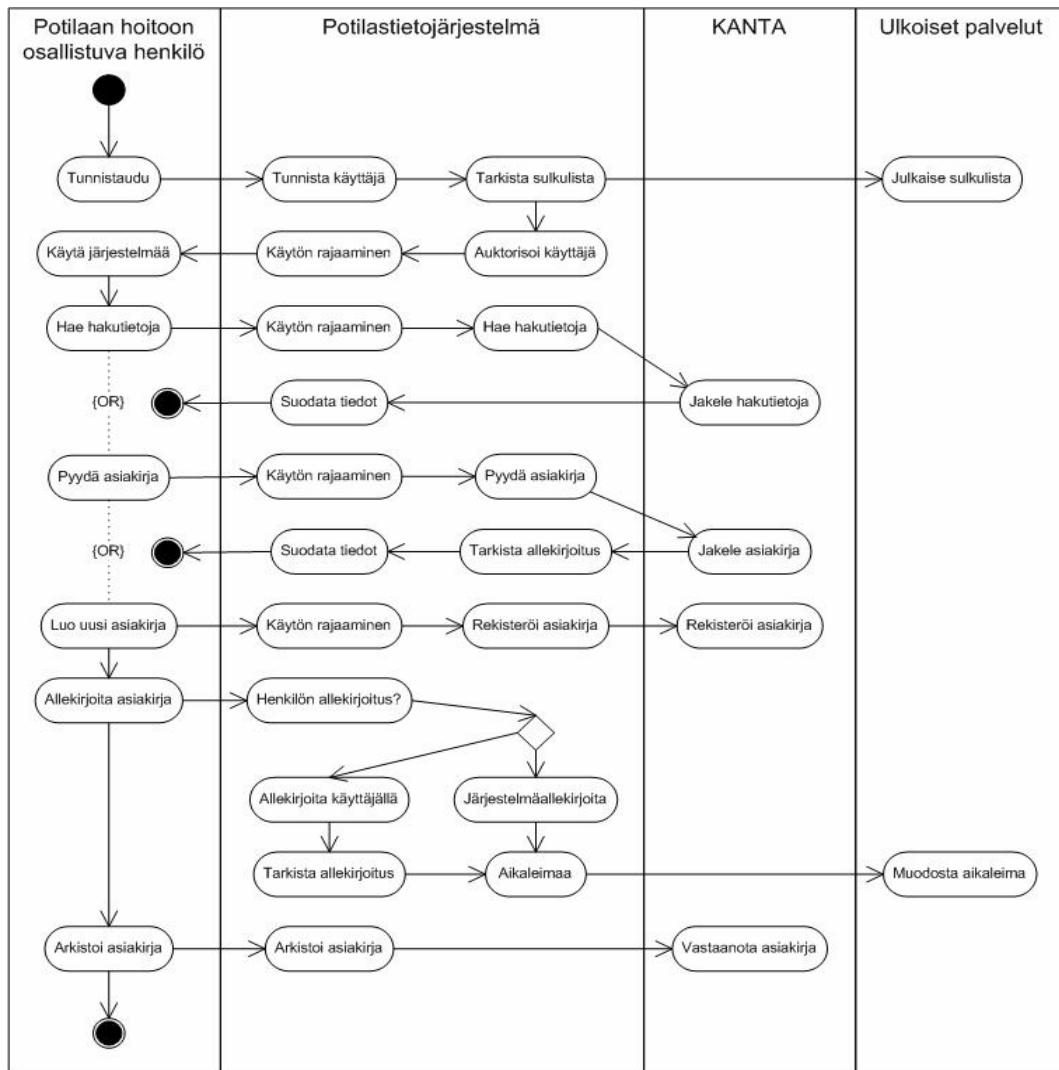 Potilaan hoitoon
osallistuva henkilö
Potilastietojärjestelmä
KANTA
Ulkoiset palvelut
Tunnistaudu
Tunnista käyttäjä
Tarkista sulkulista
Julkaise sulkulista
Käytä järjestelmää
Käytön rajaaminen
Auktorisoi käyttäjä
Hae hakutietoja
Käytön rajaaminen
Hae hakutietoja
{OR}
Suodata tiedot
Jakele hakutietoja
Pyydä asiakirja
Käytön rajaaminen
Pyydä asiakirja
{OR}
Suodata tiedot
Tarkista allekirjoitus
Jakele asiakirja
Luo uusi asiakirja
Käytön rajaaminen
Rekisteröi asiakirja
Rekisteröi asiakirja
Allekirjoita asiakirja
Henkilön allekirjoitus?
Allekirjoita käyttäjällä
Järjestelmäallekirjoita
Tarkista allekirjoitus
Aikaleimaa
Muodosta aikaleima
Arkistoi asiakirja
Arkistoi asiakirja
Vastaanota asiakirja